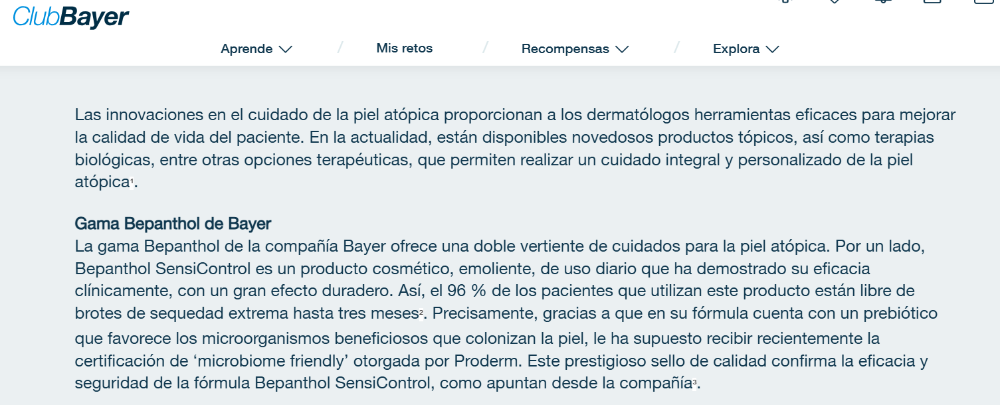 ClubBayer
Aprende / Mis retos / Recompensas / Explora
Las innovaciones en el cuidado de la piel atópica proporcionan a los dermatólogos herramientas eficaces para mejorar
la calidad de vida del paciente. En la actualidad, están disponibles novedosos productos tópicos, así como terapias
biológicas, entre otras opciones terapéuticas, que permiten realizar un cuidado integral y personalizado de la piel
atópica¹.
Gama Bepanthol de Bayer
La gama Bepanthol de la compañía Bayer ofrece una doble vertiente de cuidados para la piel atópica. Por un lado,
Bepanthol SensiControl es un producto cosmético, emoliente, de uso diario que ha demostrado su eficacia
clínicamente, con un gran efecto duradero. Así, el 96 % de los pacientes que utilizan este producto están libre de
brotes de sequedad extrema hasta tres meses². Precisamente, gracias a que en su fórmula cuenta con un prebiótico
que favorece los microorganismos beneficiosos que colonizan la piel, le ha supuesto recibir recientemente la
certificación de ‘microbiome friendly’ otorgada por Proderm. Este prestigioso sello de calidad confirma la eficacia y
seguridad de la fórmula Bepanthol SensiControl, como apuntan desde la compañía³.